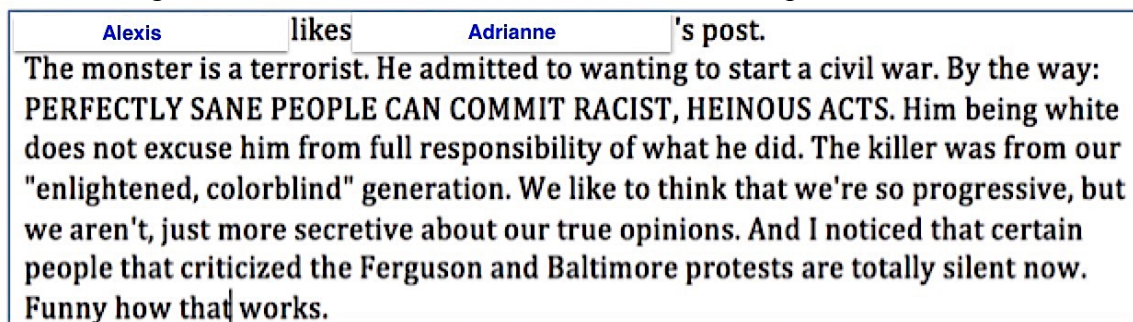 Alexis likes Adrianne 's post.
The monster is a terrorist. He admitted to wanting to start a civil war. By the way:
PERFECTLY SANE PEOPLE CAN COMMIT RACIST, HEINOUS ACTS. Him being white
does not excuse him from full responsibility of what he did. The killer was from our
"enlightened, colorblind" generation. We like to think that we're so progressive, but
we aren't, just more secretive about our true opinions. And I noticed that certain
people that criticized the Ferguson and Baltimore protests are totally silent now.
Funny how that works.